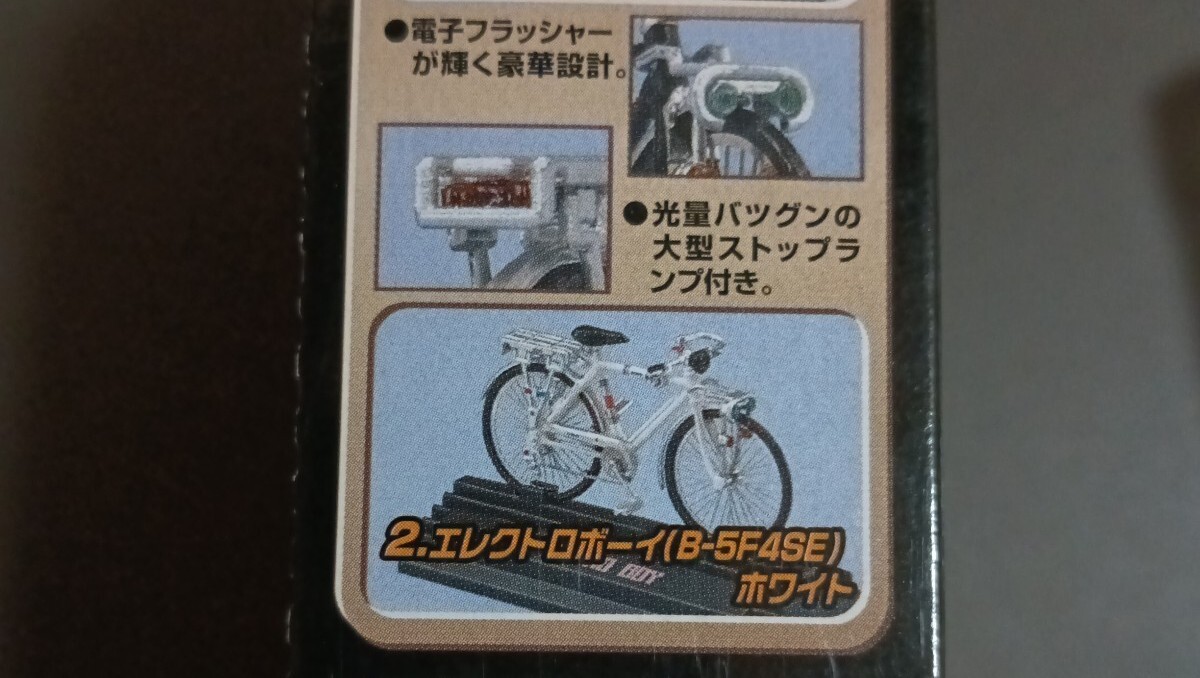 ●電子フラッシャー
が輝く豪華設計。
●光量バツグンの
大型ストップラ
ンプ付き。
2.エレクトロボーイ(B-5F4SE)
ホワイト
BOY